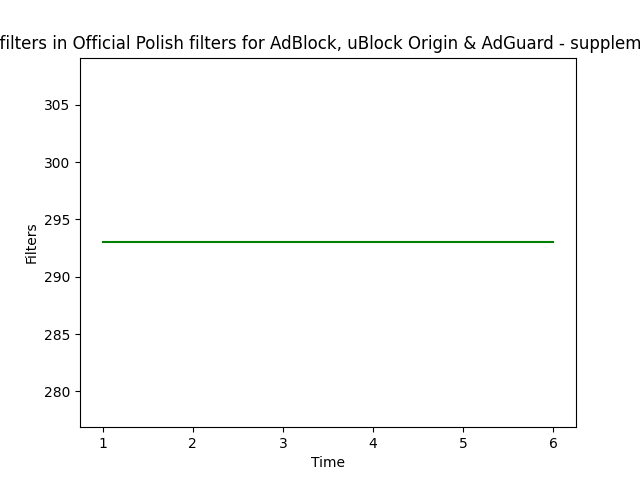 filters in Official Polish filters for AdBlock, uBlock Origin & AdGuard - supplem
305
300
295
290
285
280
Filters
1 2 3 4 5 6
Time